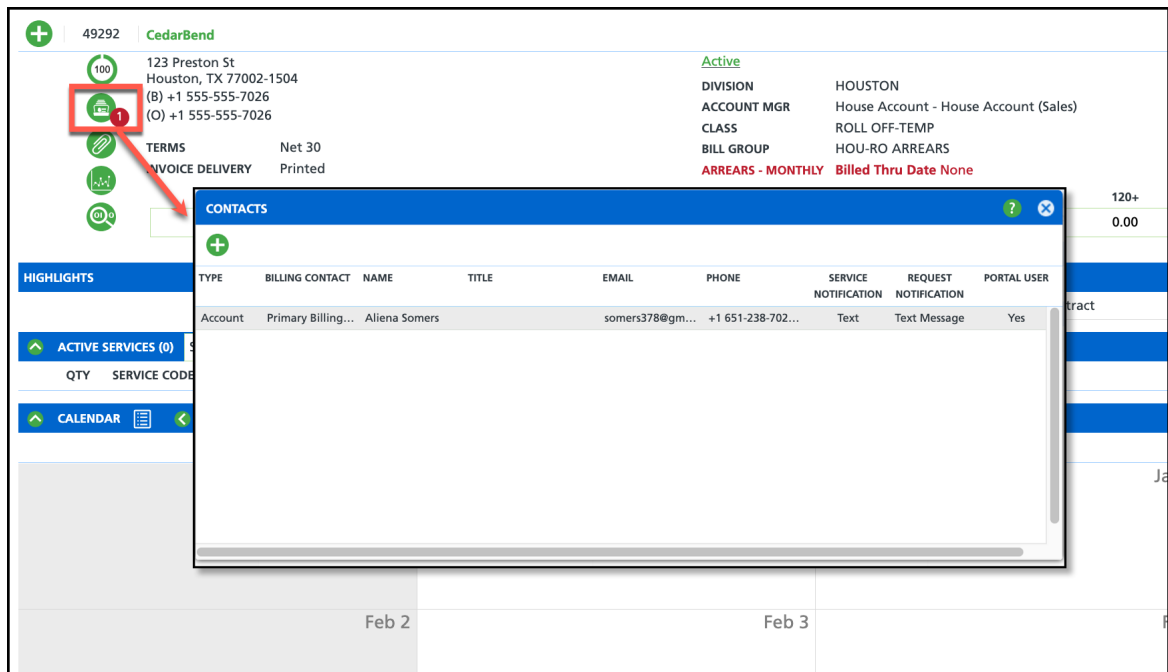 49292 CedarBend
100
123 Preston St
Houston, TX 77002-1504
(B) +1 555-555-7026
(O) +1 555-555-7026
1
TERMS Net 30
INVOICE DELIVERY Printed
Active
DIVISION HOUSTON
ACCOUNT MGR House Account - House Account (Sales)
CLASS ROLL OFF-TEMP
BILL GROUP HOU-RO ARREARS
ARREARS - MONTHLY Billed Thru Date None
120+
0.00
CONTACTS ?
TYPE BILLING CONTACT NAME TITLE EMAIL PHONE SERVICE NOTIFICATION REQUEST NOTIFICATION PORTAL USER
Account Primary Billing... Aliena Somers somers378@gm... +1 651-238-702... Text Text Message Yes
HIGHLIGHTS
tract
ACTIVE SERVICES (0) S
QTY SERVICE CODE
CALENDAR
Ja
Feb 2 Feb 3 F